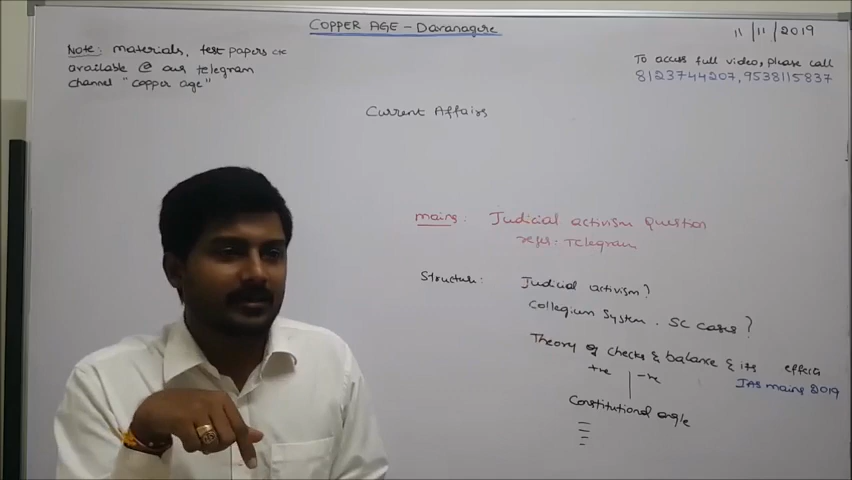 COPPER AGE - Davanagere
11/11/2019
Note: materials, test papers etc
available @ our telegram
channel "copper age"
To access full video, please call
8123744207, 9538115837
Current Affairs
mains: Judicial activism Question
refer: Telegram
Structure: Judicial activism?
Collegium System. SC cases?
Theory of checks & balance & its effects
+ve | -ve
IAS mains 2019
Constitutional angle